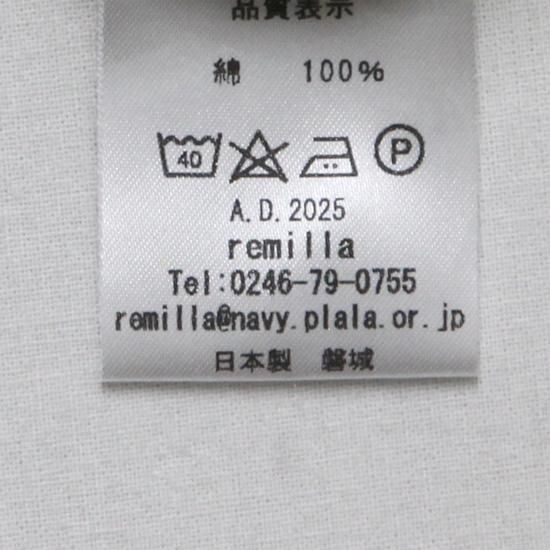 品質表示
綿 100%
40 P
A.D.2025
remilla
Tel:0246-79-0755
remilla@navy.plala.or.jp
日本製 磐城